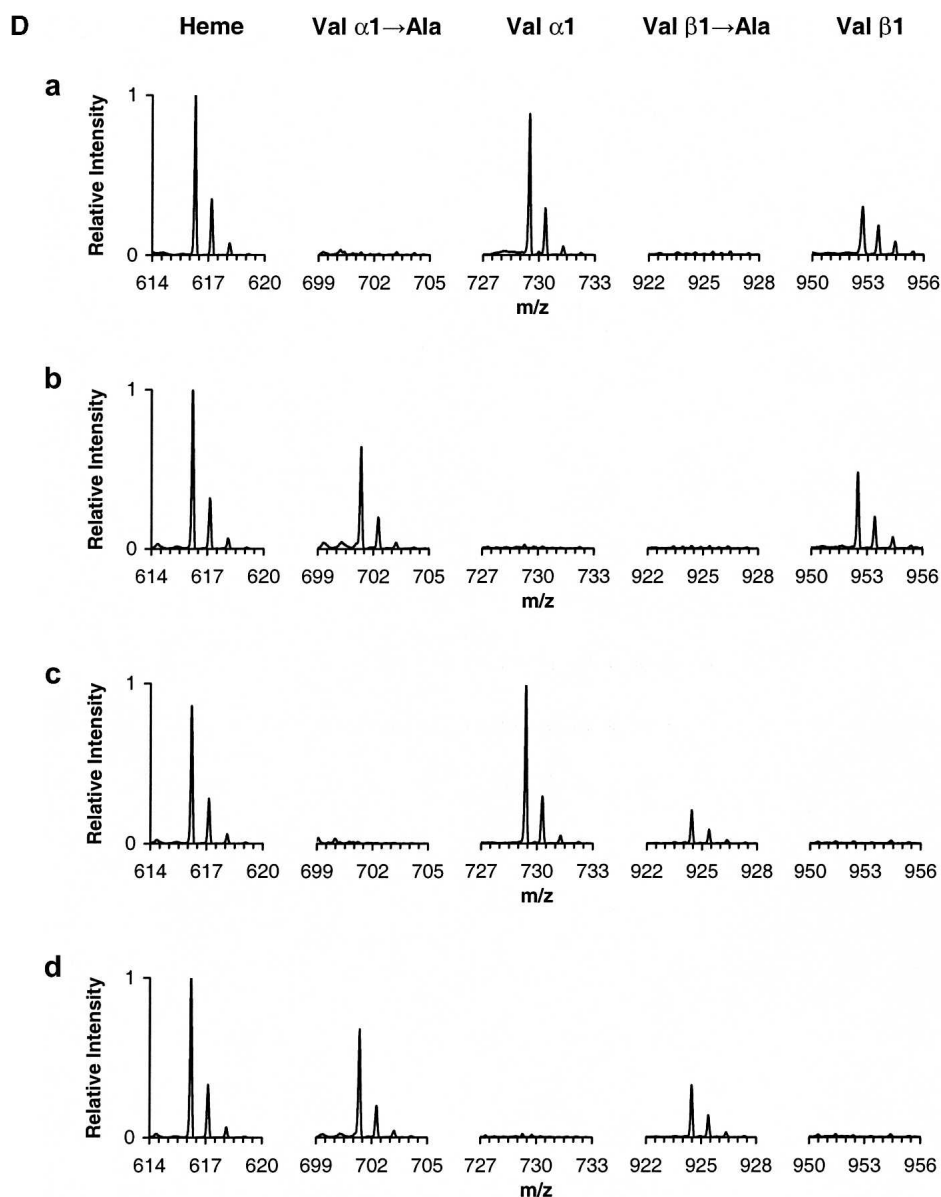 D Heme Val α1→Ala Val α1 Val β1→Ala Val β1
a
Relative Intensity
1
0
614 617 620 699 702 705 727 730 733 922 925 928 950 953 956
m/z
b
Relative Intensity
1
0
614 617 620 699 702 705 727 730 733 922 925 928 950 953 956
m/z
c
Relative Intensity
1
0
614 617 620 699 702 705 727 730 733 922 925 928 950 953 956
m/z
d
Relative Intensity
1
0
614 617 620 699 702 705 727 730 733 922 925 928 950 953 956
m/z